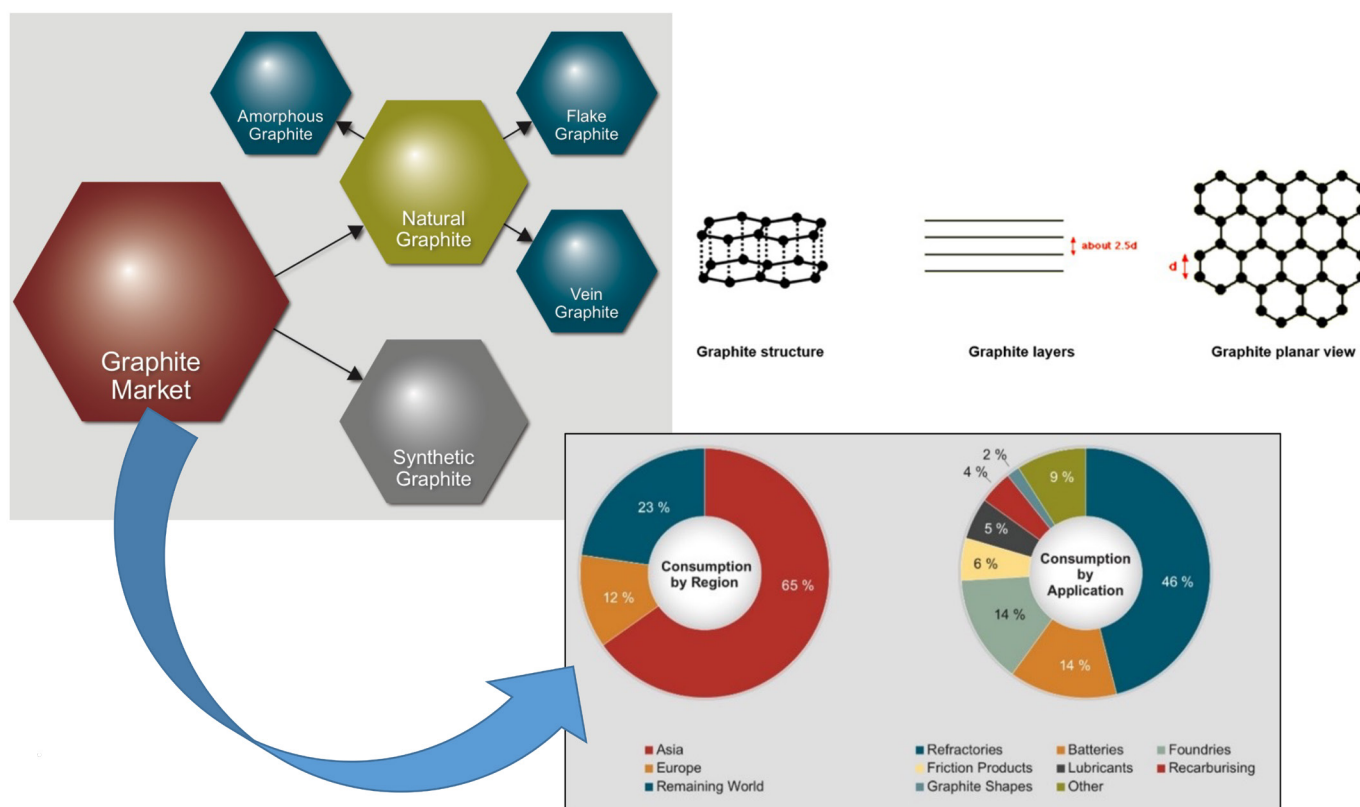 Amorphous
Graphite
Flake
Graphite
Natural
Graphite
Vein
Graphite
Graphite
Market
Synthetic
Graphite
about 2.5d
d
Graphite structure
Graphite layers
Graphite planar view
23 %
12 %
65 %
Consumption
by Region
Asia
Europe
Remaining World
2 %
4 %
9 %
5 %
6 %
14 %
14 %
46 %
Consumption
by
Application
Refractories
Batteries
Foundries
Friction Products
Lubricants
Recarburising
Graphite Shapes
Other